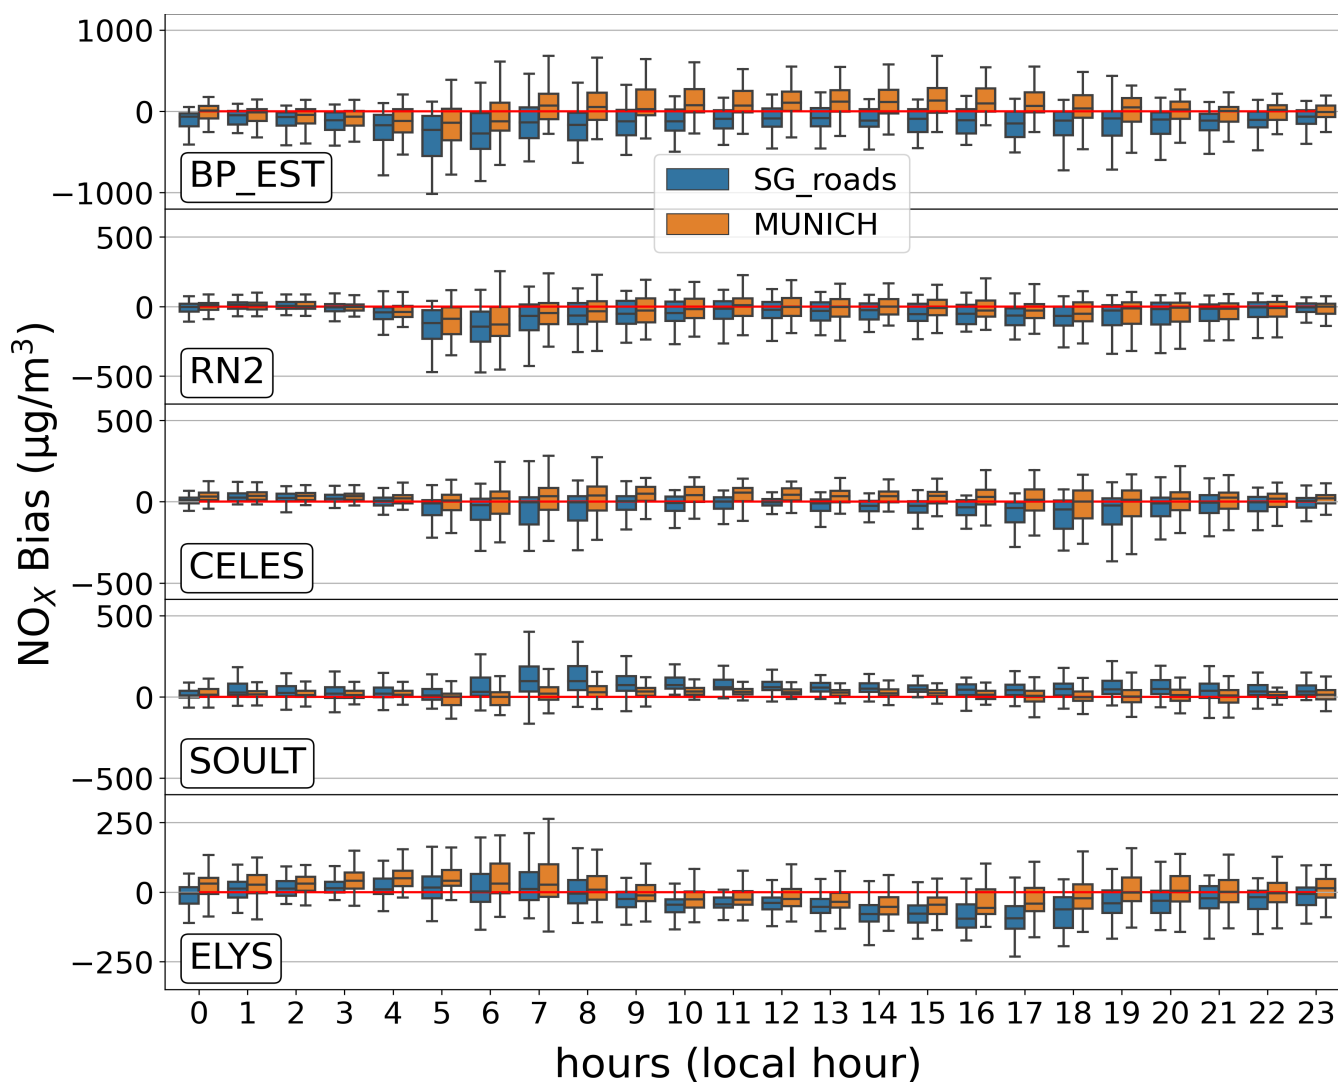 NOX Bias (µg/m³)
1000
0
−1000
BP_EST
SG_roads
MUNICH
500
0
−500
RN2
500
0
−500
CELES
500
0
−500
SOULT
250
0
−250
ELYS
0 1 2 3 4 5 6 7 8 9 10 11 12 13 14 15 16 17 18 19 20 21 22 23
hours (local hour)